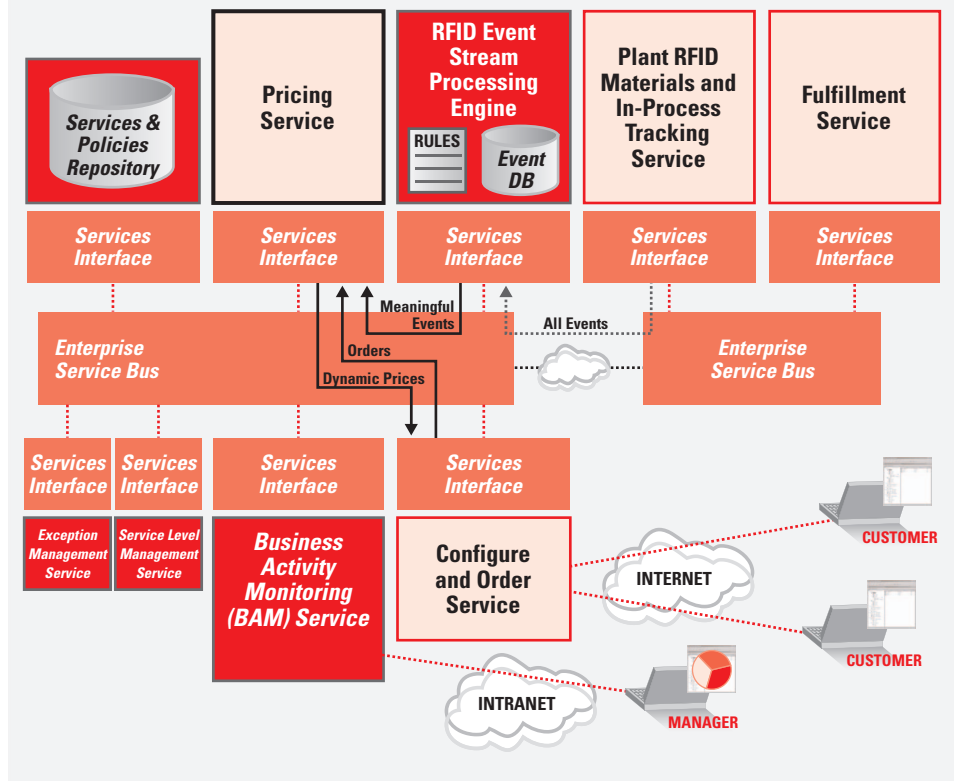 Services &
Policies
Repository
Pricing
Service
RFID Event
Stream
Processing
Engine
RULES
Event
DB
Plant RFID
Materials and
In-Process
Tracking
Service
Fulfillment
Service
Services
Interface
Services
Interface
Services
Interface
Services
Interface
Services
Interface
Meaningful
Events
All Events
Orders
Dynamic Prices
Enterprise
Service Bus
Enterprise
Service Bus
Services
Interface
Services
Interface
Services
Interface
Services
Interface
Exception
Management
Service
Service Level
Management
Service
Business
Activity
Monitoring
(BAM) Service
Configure
and Order
Service
INTERNET
CUSTOMER
CUSTOMER
INTRANET
MANAGER